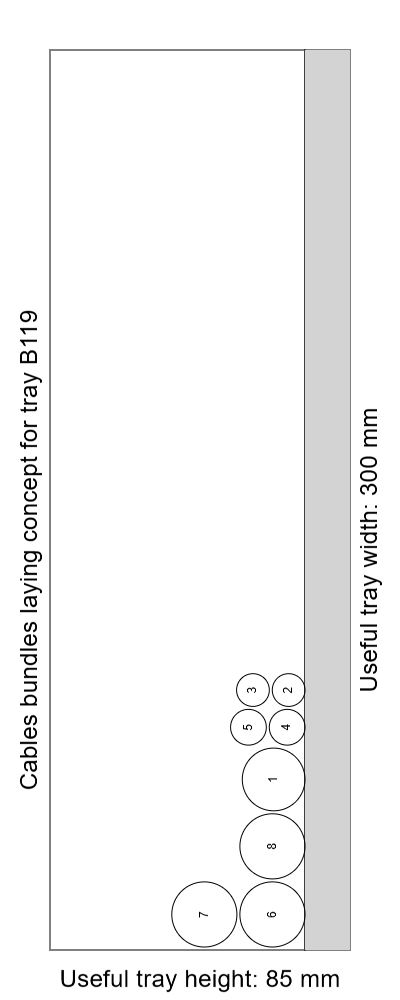 Cables bundles laying concept for tray B119
3
2
5
4
1
8
7
6
Useful tray width: 300 mm
Useful tray height: 85 mm